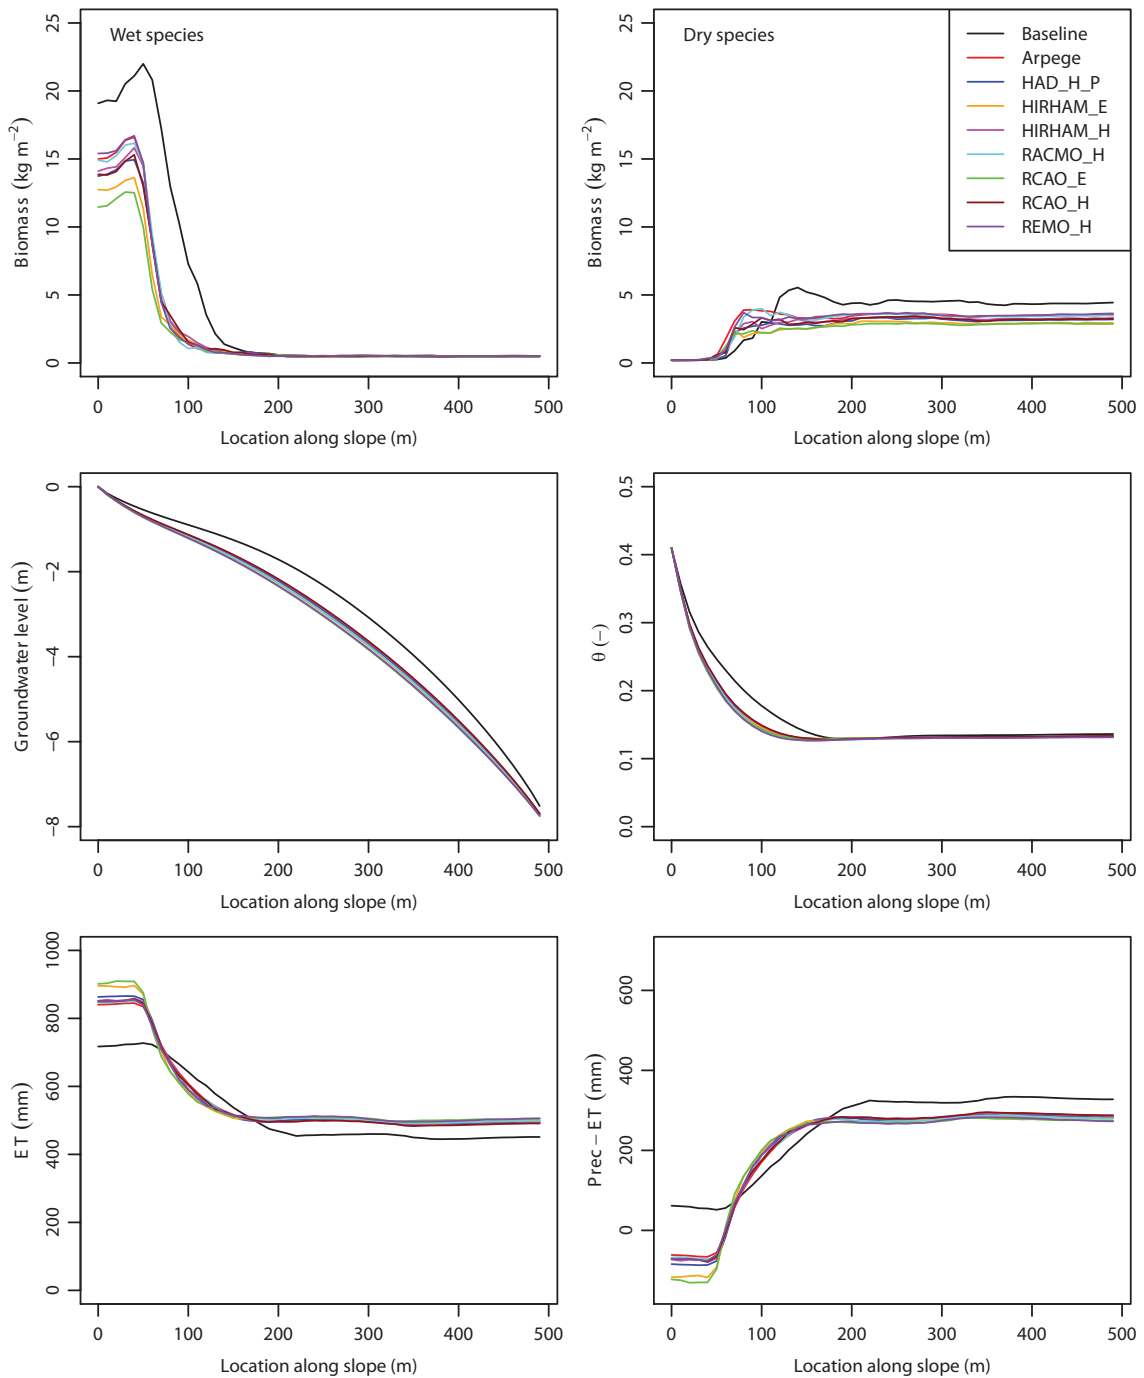 Wet species
Biomass (kg m−2)
0 5 10 15 20 25
0 100 200 300 400 500
Location along slope (m)
Dry species
Baseline
Arpege
HAD_H_P
HIRHAM_E
HIRHAM_H
RACMO_H
RCAO_E
RCAO_H
REMO_H
Biomass (kg m−2)
0 5 10 15 20 25
0 100 200 300 400 500
Location along slope (m)
Groundwater level (m)
−8 −6 −4 −2 0
0 100 200 300 400 500
Location along slope (m)
θ (−)
0.0 0.1 0.2 0.3 0.4 0.5
0 100 200 300 400 500
Location along slope (m)
ET (mm)
0 200 400 600 800 1000
0 100 200 300 400 500
Location along slope (m)
Prec − ET (mm)
0 200 400 600
0 100 200 300 400 500
Location along slope (m)